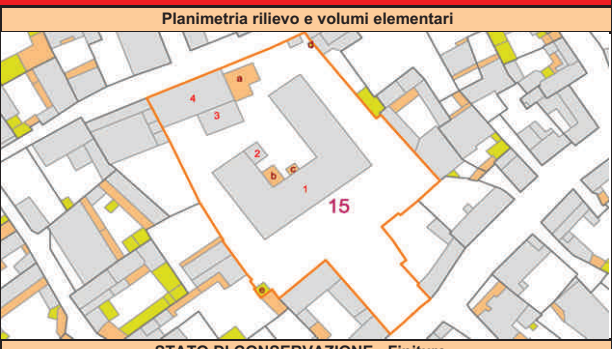 Planimetria rilievo e volumi elementari
d
a
4
3
2
b
c
1
15
e
STATO DI CONSERVAZIONE - Finiture